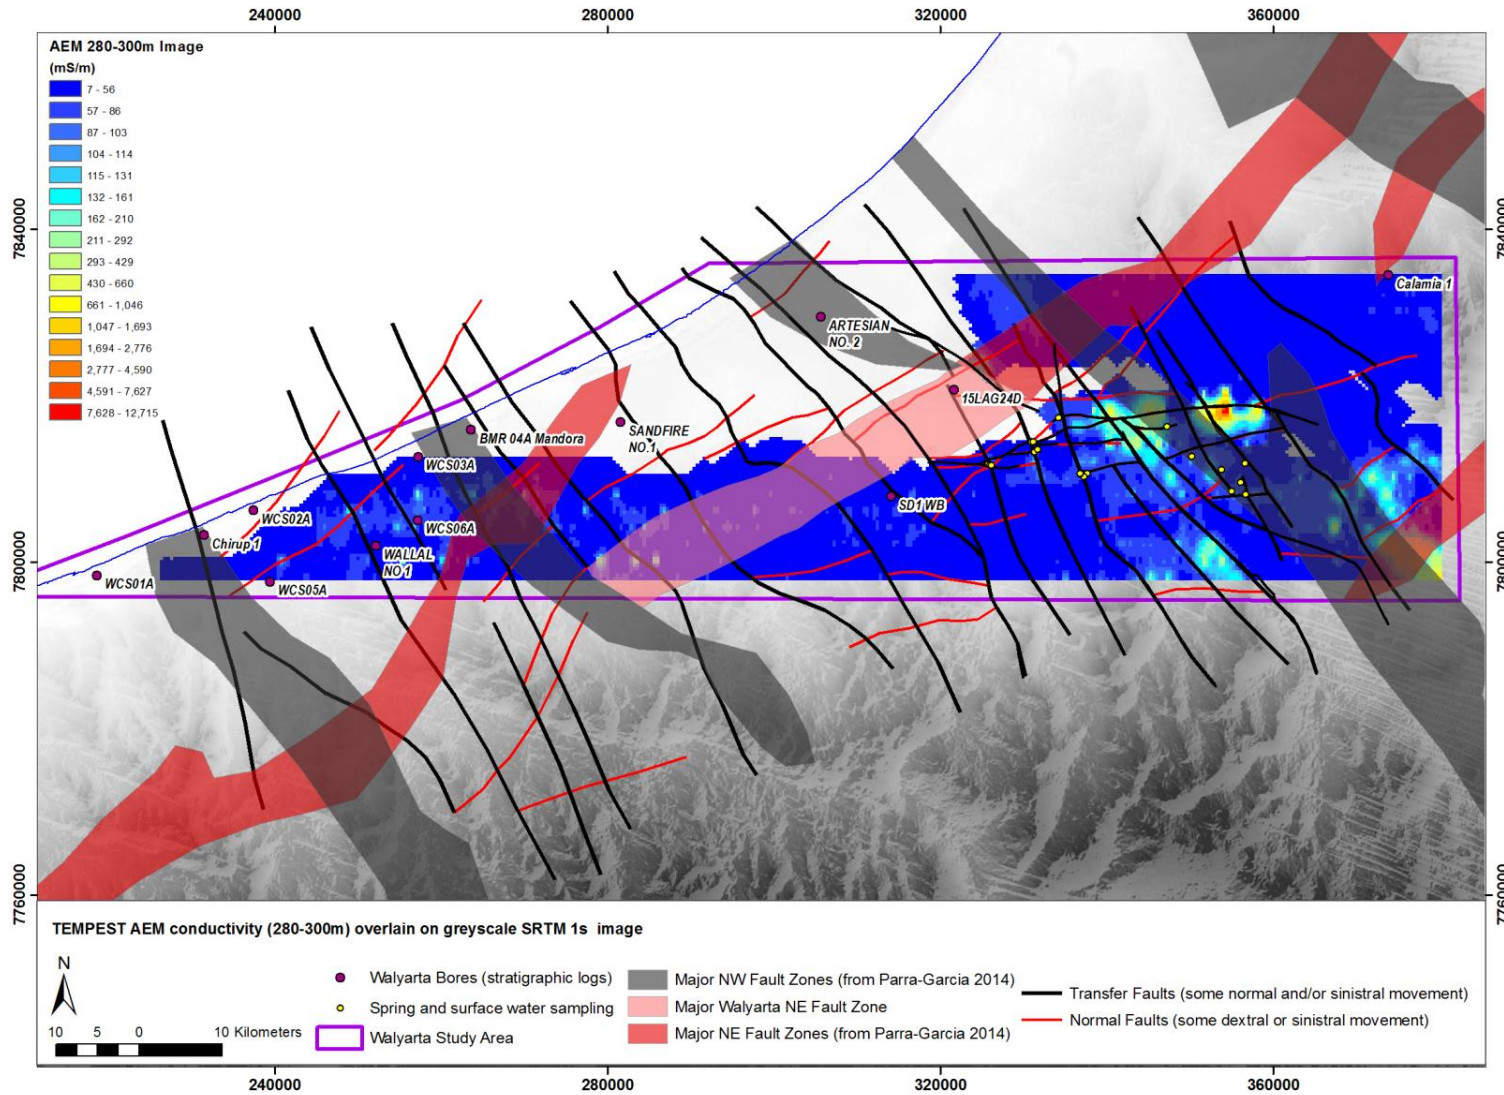 240000
280000
320000
360000
AEM 280-300m Image
(mS/m)
7 - 56
57 - 86
87 - 103
104 - 114
115 - 131
132 - 161
162 - 210
211 - 292
293 - 429
430 - 660
661 - 1,046
1,047 - 1,693
1,694 - 2,776
2,777 - 4,590
4,591 - 7,627
7,628 - 12,715
7840000
7840000
Calamia 1
ARTESIAN
NO. 2
15LAG24D
SANDFIRE
NO.1
BMR 04A Mandora
WCS03A
SD1 WB
WCS02A
WCS06A
Chirup 1
WALLAL
NO 1
7800000
7800000
WCS01A
WCS05A
7760000
7760000
TEMPEST AEM conductivity (280-300m) overlain on greyscale SRTM 1s image
N
10 5 0 10 Kilometers
Walyarta Bores (stratigraphic logs)
Spring and surface water sampling
Walyarta Study Area
Major NW Fault Zones (from Parra-Garcia 2014)
Major Walyarta NE Fault Zone
Major NE Fault Zones (from Parra-Garcia 2014)
Transfer Faults (some normal and/or sinistral movement)
Normal Faults (some dextral or sinistral movement)
240000
280000
320000
360000